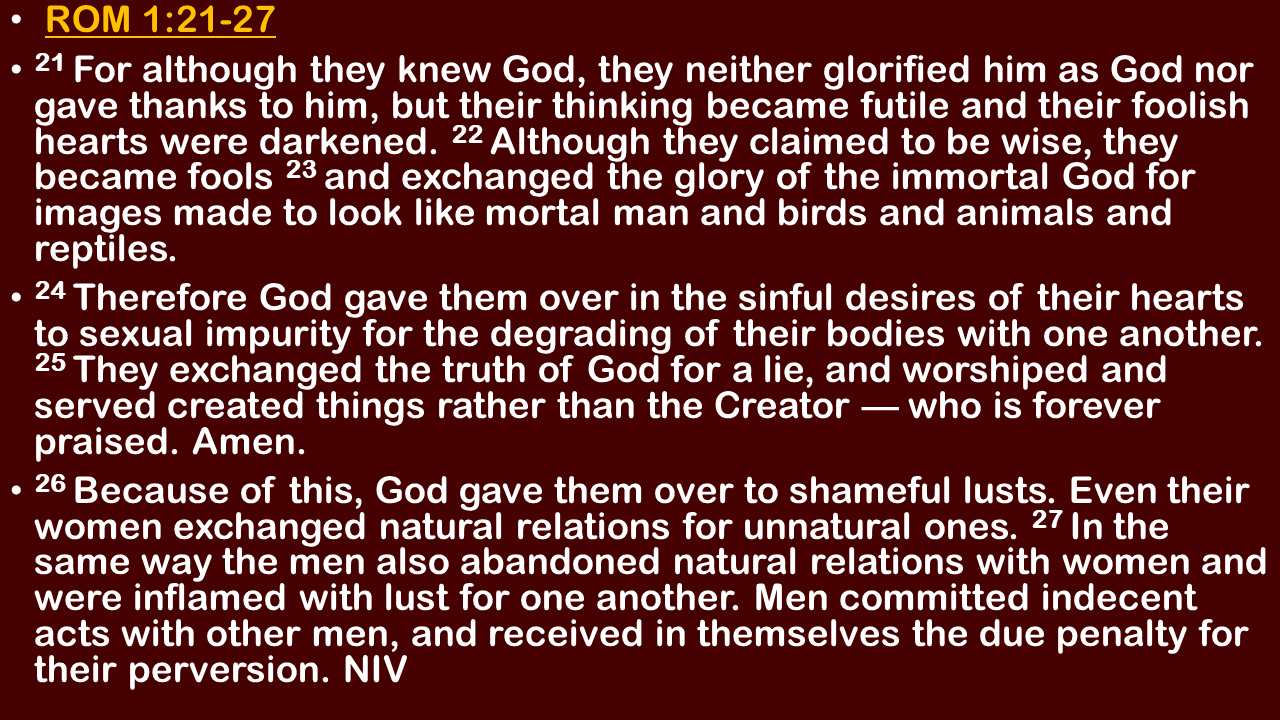 • ROM 1:21-27
• 21 For although they knew God, they neither glorified him as God nor
gave thanks to him, but their thinking became futile and their foolish
hearts were darkened. 22 Although they claimed to be wise, they
became fools 23 and exchanged the glory of the immortal God for
images made to look like mortal man and birds and animals and
reptiles.
• 24 Therefore God gave them over in the sinful desires of their hearts
to sexual impurity for the degrading of their bodies with one another.
25 They exchanged the truth of God for a lie, and worshiped and
served created things rather than the Creator — who is forever
praised. Amen.
• 26 Because of this, God gave them over to shameful lusts. Even their
women exchanged natural relations for unnatural ones. 27 In the
same way the men also abandoned natural relations with women and
were inflamed with lust for one another. Men committed indecent
acts with other men, and received in themselves the due penalty for
their perversion. NIV